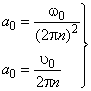 a₀ = ω₀ / (2πn)²
a₀ = υ₀ / 2πn }